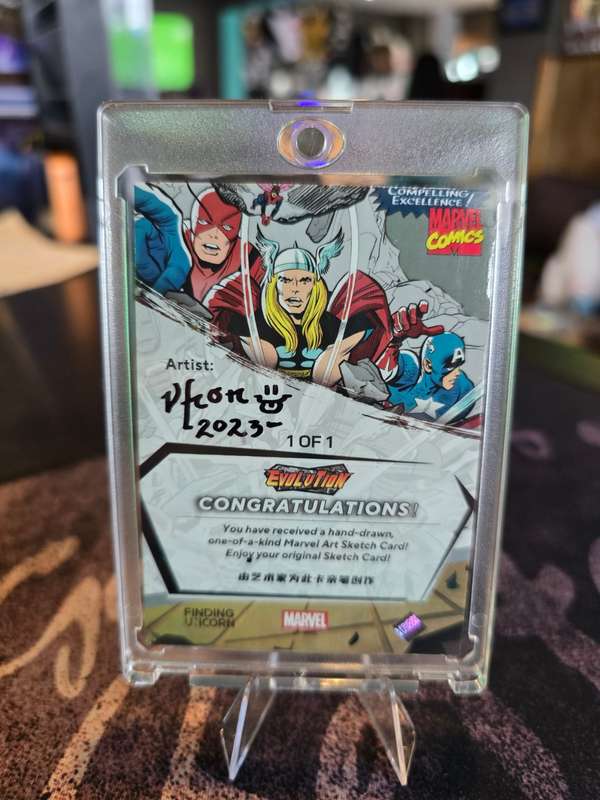 COMPELLING
EXCELLENCE!
MARVEL
COMICS
Artist:
2023-
1 OF 1
EVOLUTION
CONGRATULATIONS!
You have received a hand-drawn,
one-of-a-kind Marvel Art Sketch Card!
Enjoy your original Sketch Card!
由艺术家为此卡亲笔创作
FINDING
UNICORN
MARVEL